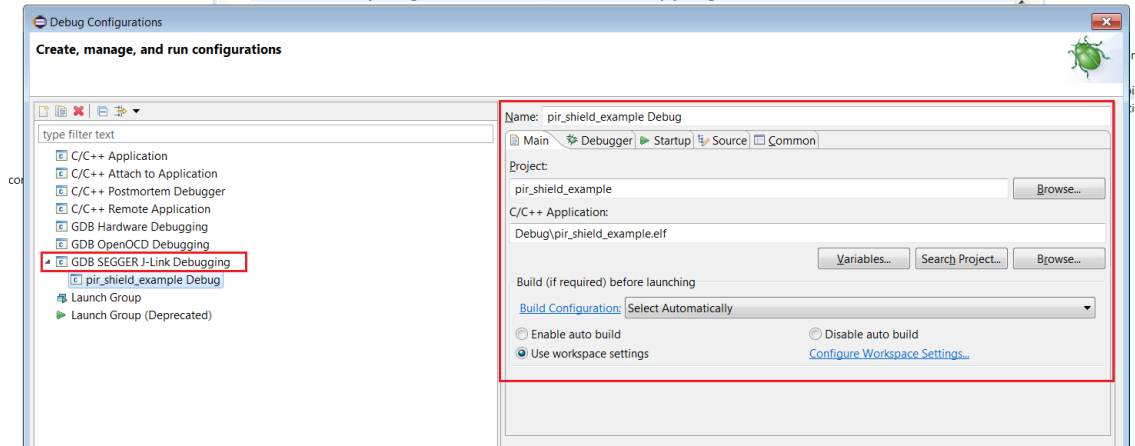 Debug Configurations
Create, manage, and run configurations
type filter text
C/C++ Application
C/C++ Attach to Application
C/C++ Postmortem Debugger
C/C++ Remote Application
GDB Hardware Debugging
GDB OpenOCD Debugging
GDB SEGGER J-Link Debugging
pir_shield_example Debug
Launch Group
Launch Group (Deprecated)
Name: pir_shield_example Debug
Main Debugger Startup Source Common
Project:
pir_shield_example Browse...
C/C++ Application:
Debug\pir_shield_example.elf
Variables... Search Project... Browse...
Build (if required) before launching
Build Configuration: Select Automatically
Enable auto build Disable auto build
Use workspace settings Configure Workspace Settings...